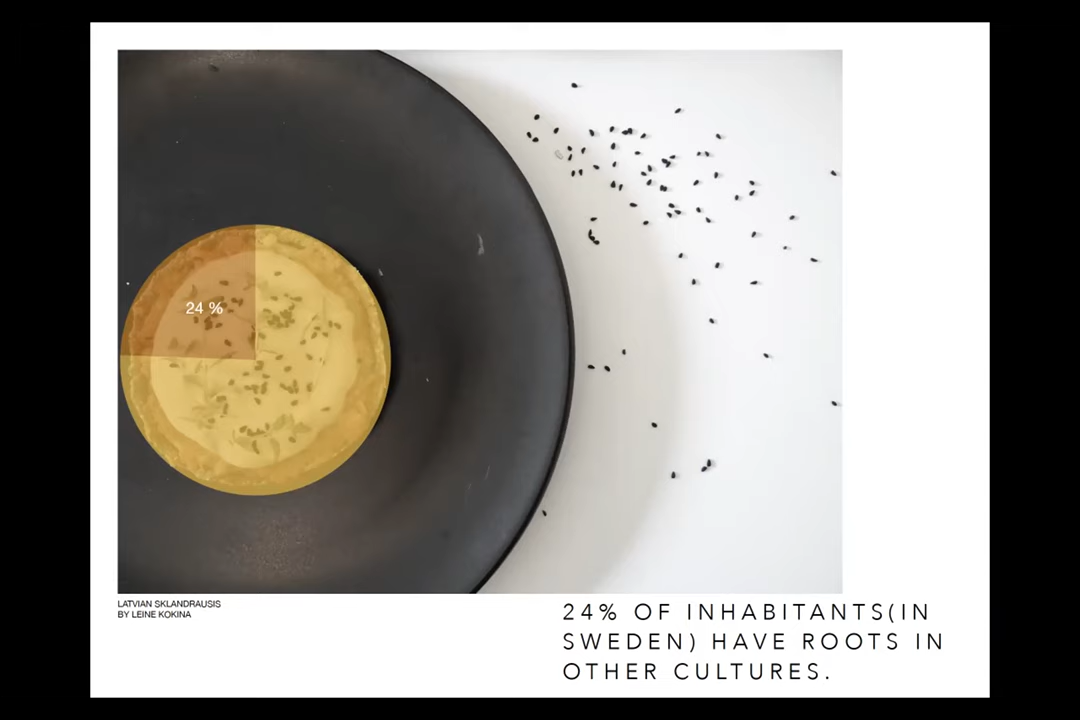 24 %
LATVIAN SKLANDRAUSIS
BY LEINE KOKINA
24% OF INHABITANTS(IN
SWEDEN) HAVE ROOTS IN
OTHER CULTURES.